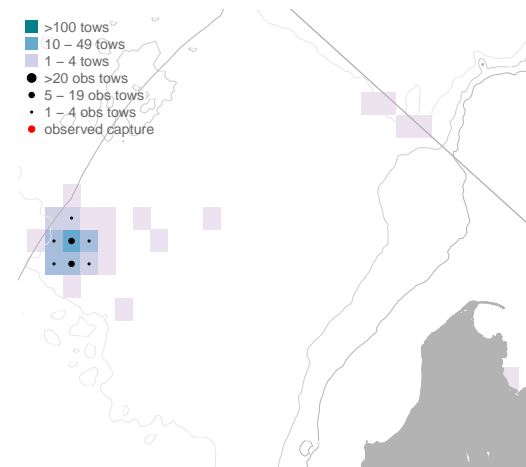 >100 tows
10 – 49 tows
1 – 4 tows
>20 obs tows
5 – 19 obs tows
1 – 4 obs tows
observed capture